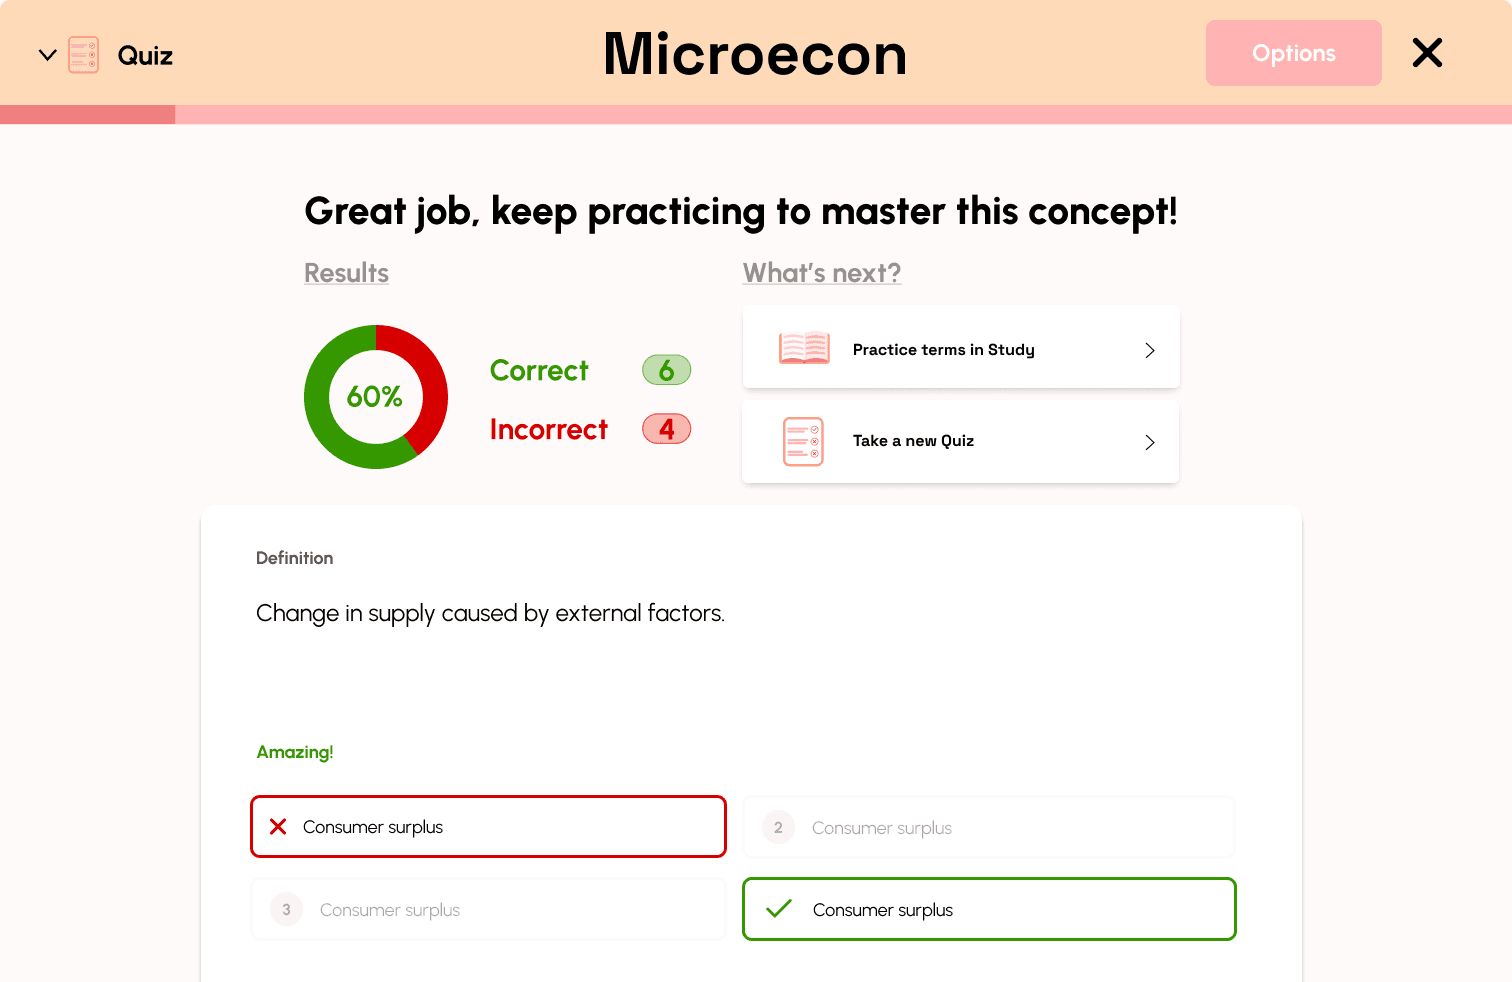 Quiz
Microecon
Options
Great job, keep practicing to master this concept!
Results
60%
Correct 6
Incorrect 4
What's next?
Practice terms in Study
Take a new Quiz
Definition
Change in supply caused by external factors.
Amazing!
Consumer surplus
2 Consumer surplus
3 Consumer surplus
Consumer surplus